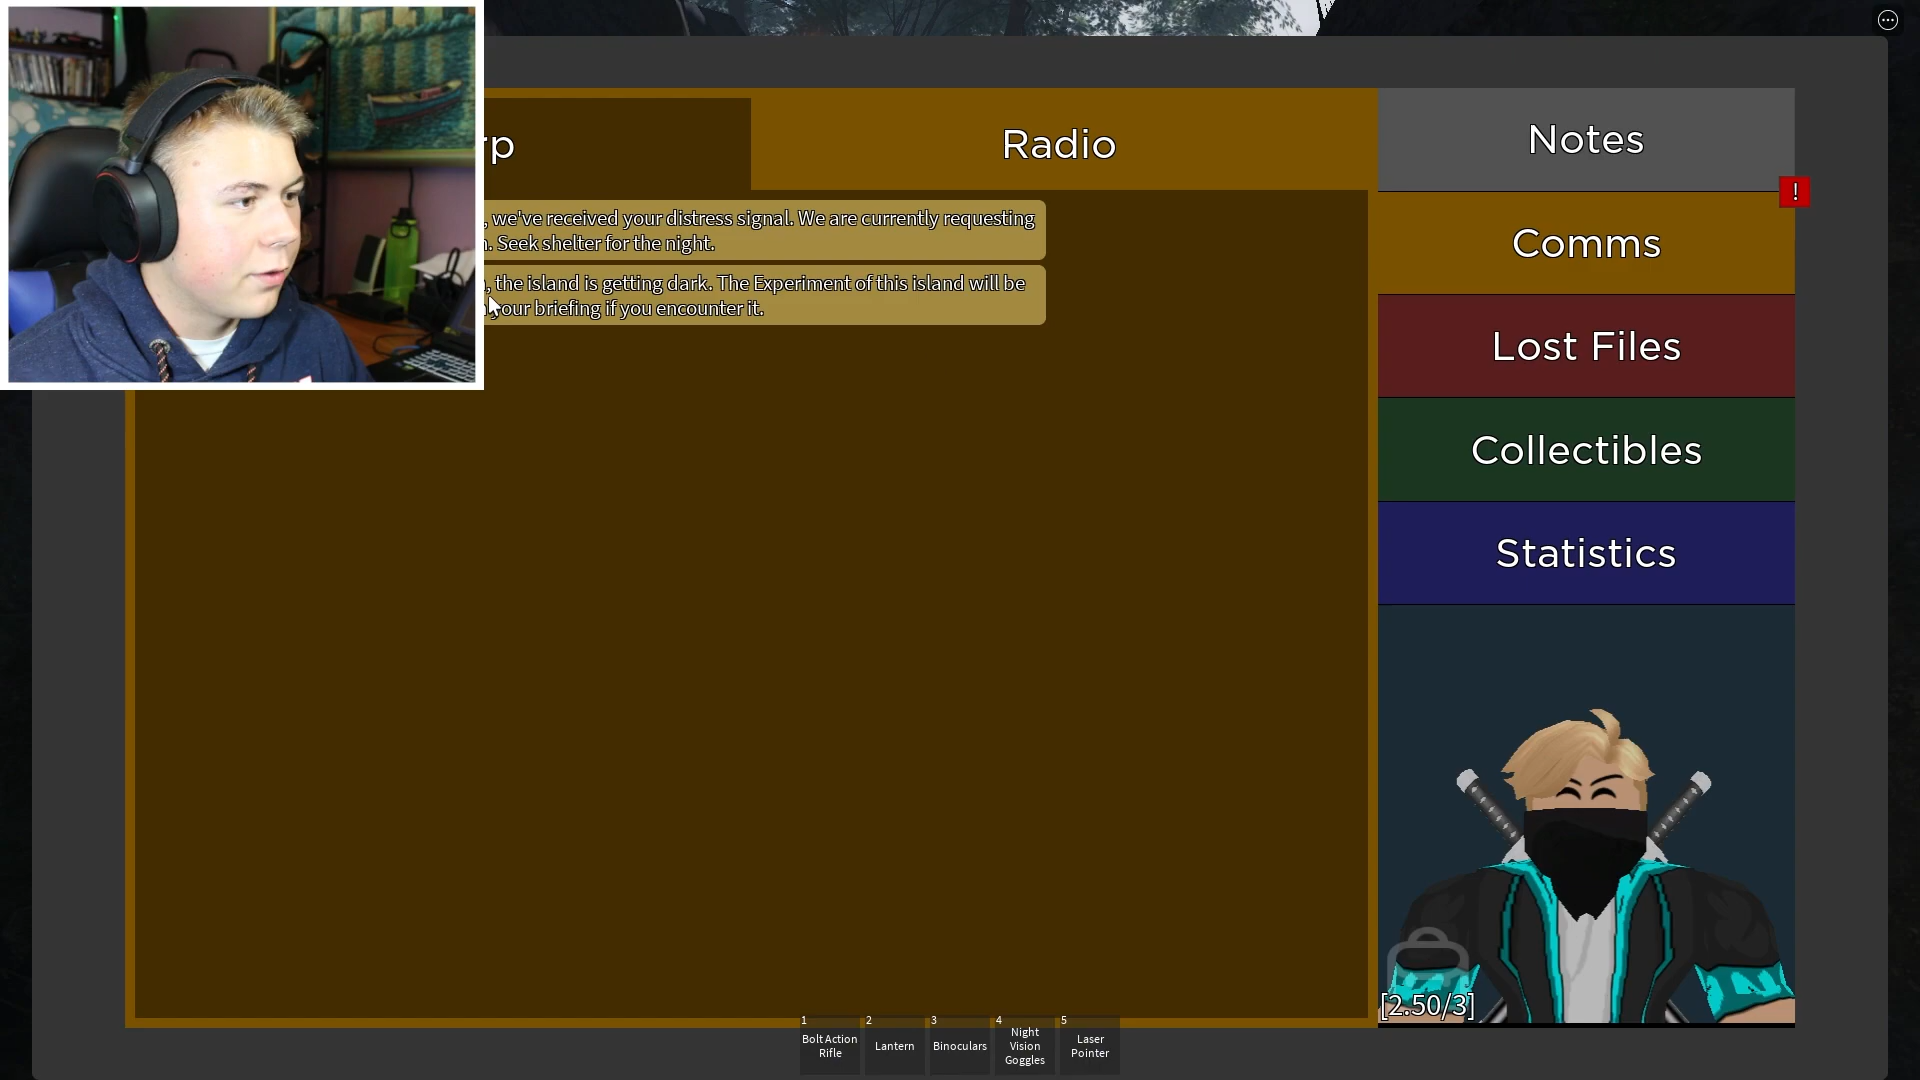 rp
Radio
Notes
!
, we've received your distress signal. We are currently requesting
. Seek shelter for the night.
, the island is getting dark. The Experiment of this island will be
your briefing if you encounter it.
Comms
Lost Files
Collectibles
Statistics
[2.50/3]
1
Bolt Action
Rifle
2
Lantern
3
Binoculars
4
Night
Vision
Goggles
5
Laser
Pointer